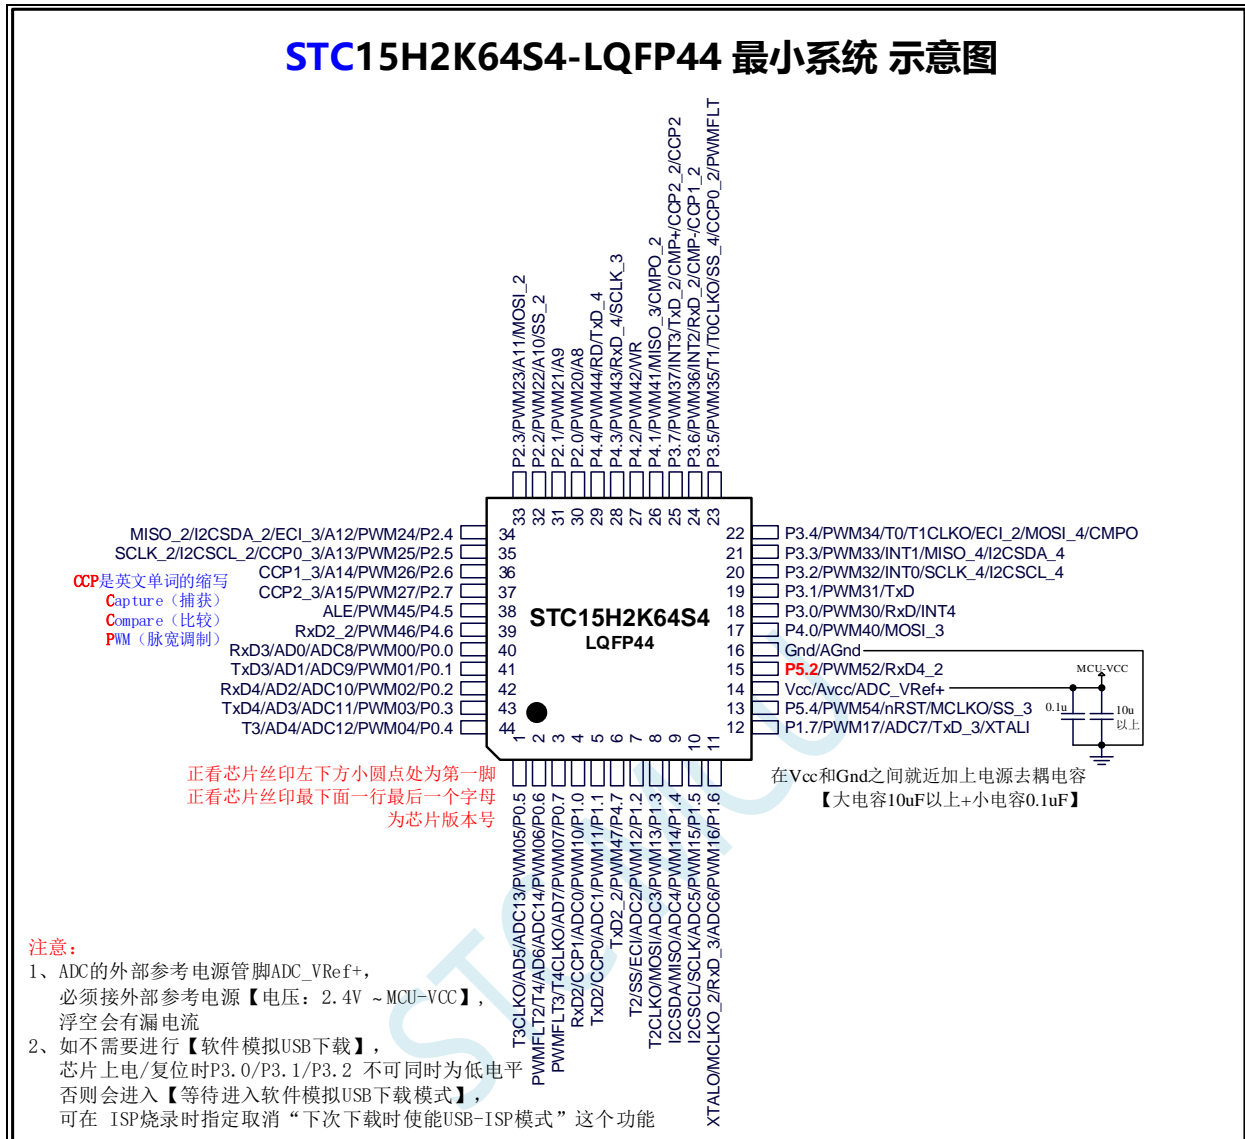 STC15H2K64S4-LQFP44 最小系统 示意图
P2.3/PWM23/A11/MOSI_2
P2.2/PWM22/A10/SS_2
P2.1/PWM21/A9
P2.0/PWM20/A8
P4.4/PWM44/RD/TxD_4
P4.3/PWM43/RxD_4/SCLK_3
P4.2/PWM42/WR
P4.1/PWM41/MISO_3/CMPO_2
P3.7/PWM37/INT3/TxD_2/CMP+/CCP2_2/CCP2
P3.6/PWM36/INT2/RxD_2/CMP-/CCP1_2
P3.5/PWM35/T1/T0CLKO/SS_4/CCP0_2/PWMFLT
33 32 31 30 29 28 27 26 25 24 23
MISO_2/I2CSDA_2/ECI_3/A12/PWM24/P2.4 34
SCLK_2/I2CSCL_2/CCP0_3/A13/PWM25/P2.5 35
CCP1_3/A14/PWM26/P2.6 36
CCP2_3/A15/PWM27/P2.7 37
ALE/PWM45/P4.5 38
RxD2_2/PWM46/P4.6 39
RxD3/AD0/ADC8/PWM00/P0.0 40
TxD3/AD1/ADC9/PWM01/P0.1 41
RxD4/AD2/ADC10/PWM02/P0.2 42
TxD4/AD3/ADC11/PWM03/P0.3 43
T3/AD4/ADC12/PWM04/P0.4 44
CCP是英文单词的缩写
Capture（捕获）
Compare（比较）
PWM（脉宽调制）
STC15H2K64S4
LQFP44
22 P3.4/PWM34/T0/T1CLKO/ECI_2/MOSI_4/CMPO
21 P3.3/PWM33/INT1/MISO_4/I2CSDA_4
20 P3.2/PWM32/INT0/SCLK_4/I2CSCL_4
19 P3.1/PWM31/TxD
18 P3.0/PWM30/RxD/INT4
17 P4.0/PWM40/MOSI_3
16 Gnd/AGnd
15 P5.2/PWM52/RxD4_2
14 Vcc/Avcc/ADC_VRef+
13 P5.4/PWM54/nRST/MCLKO/SS_3
12 P1.7/PWM17/ADC7/TxD_3/XTALI
MCU-VCC
0.1u
10u
以上
1 2 3 4 5 6 7 8 9 10 11
T3CLKO/AD5/ADC13/PWM05/P0.5
PWMFLT2/T4/AD6/ADC14/PWM06/P0.6
PWMFLT3/T4CLKO/AD7/PWM07/P0.7
RxD2/CCP1/ADC0/PWM10/P1.0
TxD2/CCP0/ADC1/PWM11/P1.1
TxD2_2/PWM47/P4.7
T2/SS/ECI/ADC2/PWM12/P1.2
T2CLKO/MOSI/ADC3/PWM13/P1.3
I2CSDA/MISO/ADC4/PWM14/P1.4
I2CSCL/SCLK/ADC5/PWM15/P1.5
XTALO/MCLKO_2/RxD_3/ADC6/PWM16/P1.6
正看芯片丝印左下方小圆点处为第一脚
正看芯片丝印最下面一行最后一个字母
为芯片版本号
在Vcc和Gnd之间就近加上电源去耦电容
【大电容10uF以上+小电容0.1uF】
STCMCU
注意：
1、ADC的外部参考电源管脚ADC_VRef+，
必须接外部参考电源【电压：2.4V ~ MCU-VCC】，
浮空会有漏电流
2、如不需要进行【软件模拟USB下载】，
芯片上电/复位时P3.0/P3.1/P3.2 不可同时为低电平
否则会进入【等待进入软件模拟USB下载模式】，
可在 ISP烧录时指定取消“下次下载时使能USB-ISP模式”这个功能